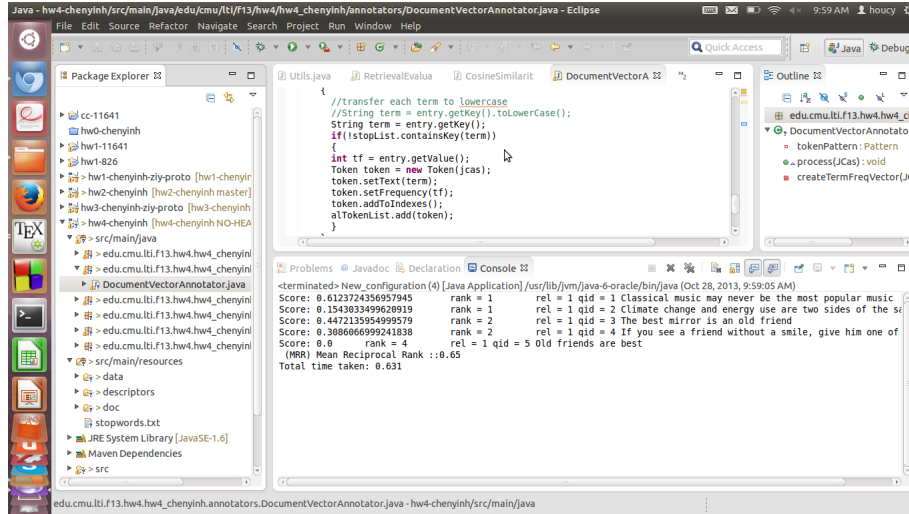 Java - hw4-chenyinh/src/main/java/edu/cmu/lti/f13/hw4/hw4_chenyinh/annotators/DocumentVectorAnnotator.java - Eclipse
9:59 AM
houcy
File Edit Source Refactor Navigate Search Project Run Window Help
Quick Access
Java
Debug
Package Explorer
cc-11641
hw0-chenyinh
hw1-11641
hw1-826
> hw1-chenyinh-ziy-proto [hw1-chenyin
> hw2-chenyinh [hw2-chenyinh master]
> hw3-chenyinh-ziy-proto [hw3-chenyinh
> hw4-chenyinh [hw4-chenyinh NO-HEA
> src/main/java
> edu.cmu.lti.f13.hw4.hw4_chenyinl
> edu.cmu.lti.f13.hw4.hw4_chenyinl
> DocumentVectorAnnotator.java
> edu.cmu.lti.f13.hw4.hw4_chenyinl
> edu.cmu.lti.f13.hw4.hw4_chenyinl
> edu.cmu.lti.f13.hw4.hw4_chenyinl
> edu.cmu.lti.f13.hw4.hw4_chenyinl
> src/main/resources
> data
> descriptors
> doc
stopwords.txt
JRE System Library [JavaSE-1.6]
Maven Dependencies
> src
Utils.java
RetrievalEvalua
CosineSimilarit
DocumentVectorA
»2
{
//transfer each term to lowercase
//String term = entry.getKey().toLowerCase();
String term = entry.getKey();
if(!stopList.containsKey(term))
{
int tf = entry.getValue();
Token token = new Token(jcas);
token.setText(term);
token.setFrequency(tf);
token.addToIndexes();
alTokenList.add(token);
}
Outline
edu.cmu.lti.f13.hw4.hw4_c
DocumentVectorAnnotato
tokenPattern : Pattern
process(JCas) : void
createTermFreqVector(J
Problems @ Javadoc Declaration Console
<terminated> New_configuration (4) [Java Application] /usr/lib/jvm/java-6-oracle/bin/java (Oct 28, 2013, 9:59:05 AM)
Score: 0.6123724356957945 rank = 1 rel = 1 qid = 1 Classical music may never be the most popular music
Score: 0.1543033499620919 rank = 1 rel = 1 qid = 2 Climate change and energy use are two sides of the sa
Score: 0.4472135954999579 rank = 2 rel = 1 qid = 3 The best mirror is an old friend
Score: 0.3086066999241838 rank = 2 rel = 1 qid = 4 If you see a friend without a smile, give him one of
Score: 0.0 rank = 4 rel = 1 qid = 5 Old friends are best
(MRR) Mean Reciprocal Rank ::0.65
Total time taken: 0.631
TEX
edu.cmu.lti.f13.hw4.hw4_chenyinh.annotators.DocumentVectorAnnotator.java - hw4-chenyinh/src/main/java